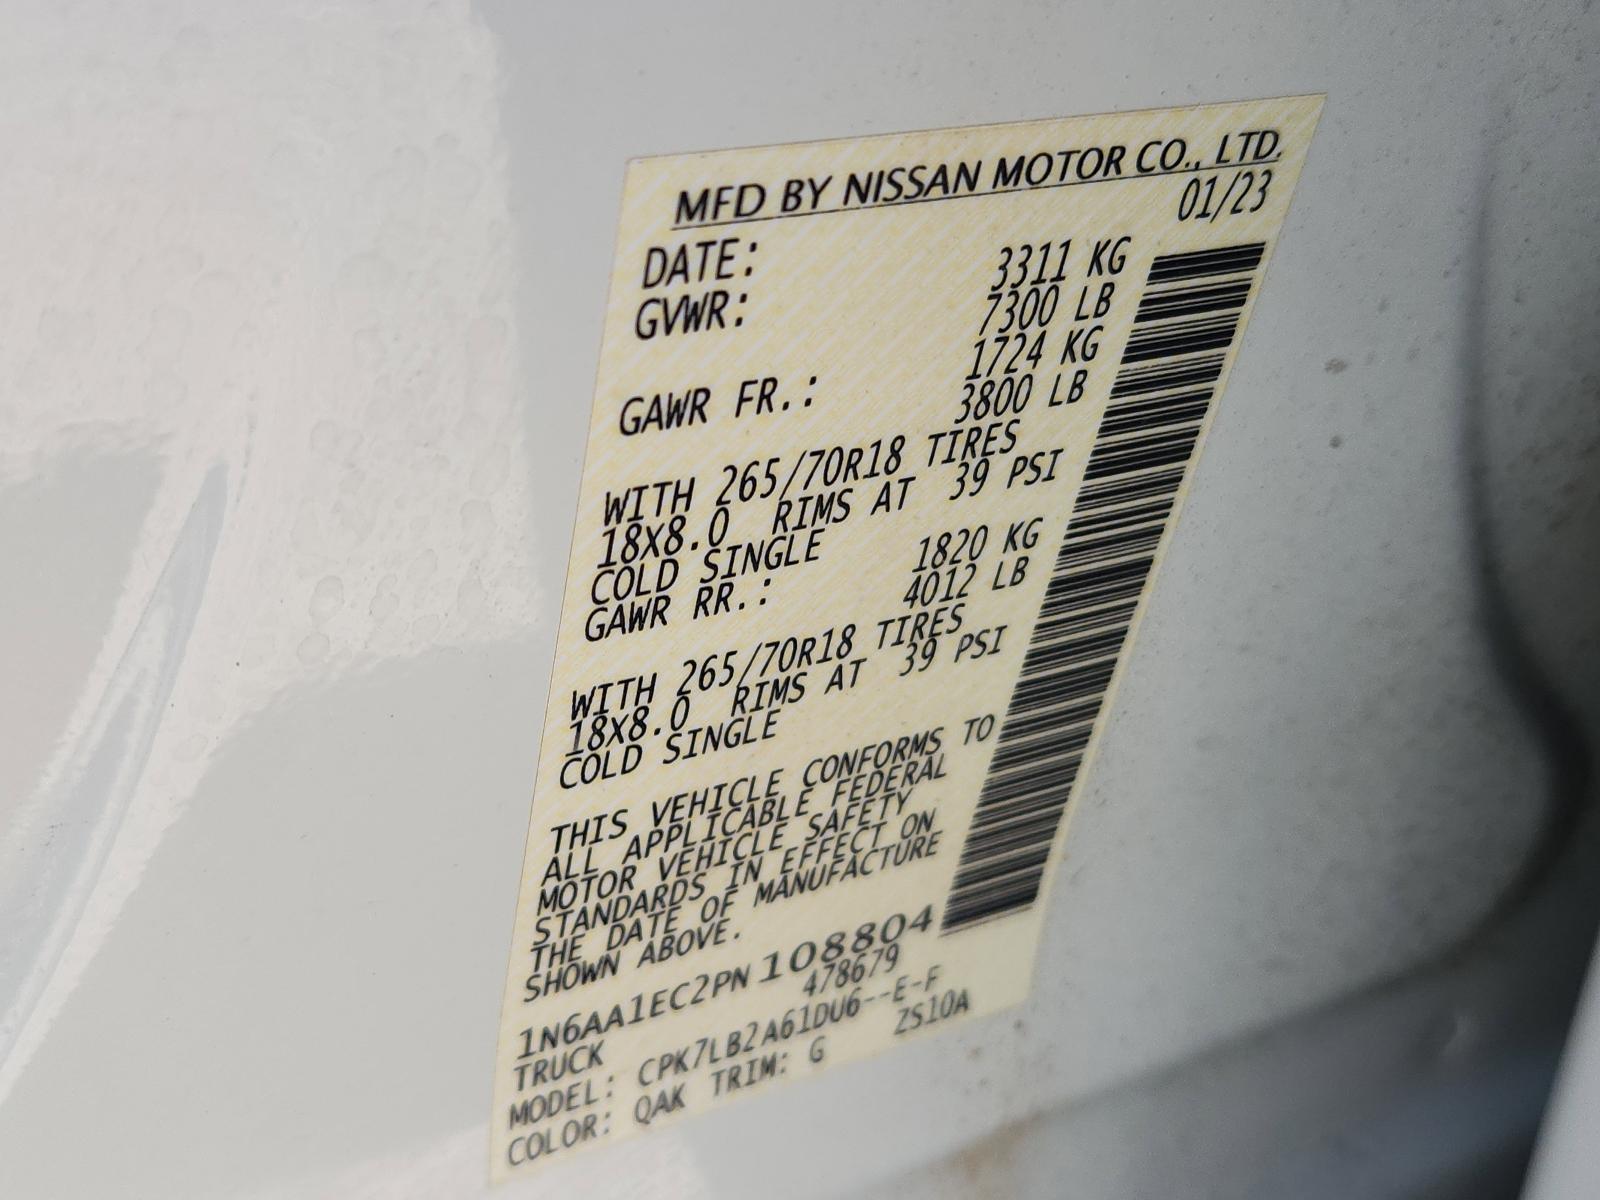 MFD BY NISSAN MOTOR CO., LTD.
DATE: 01/23
GVWR: 3311 KG
7300 LB
GAWR FR.: 1724 KG
3800 LB
WITH 265/70R18 TIRES
18X8.0 RIMS AT 39 PSI
COLD SINGLE
GAWR RR.: 1820 KG
4012 LB
WITH 265/70R18 TIRES
18X8.0 RIMS AT 39 PSI
COLD SINGLE
THIS VEHICLE CONFORMS TO
ALL APPLICABLE FEDERAL
MOTOR VEHICLE SAFETY
STANDARDS IN EFFECT ON
THE DATE OF MANUFACTURE
SHOWN ABOVE.
1N6AA1EC2PN108804
TRUCK 478679
MODEL: CPK7LB2A61DU6--E-F
COLOR: QAK TRIM: G ZS10A